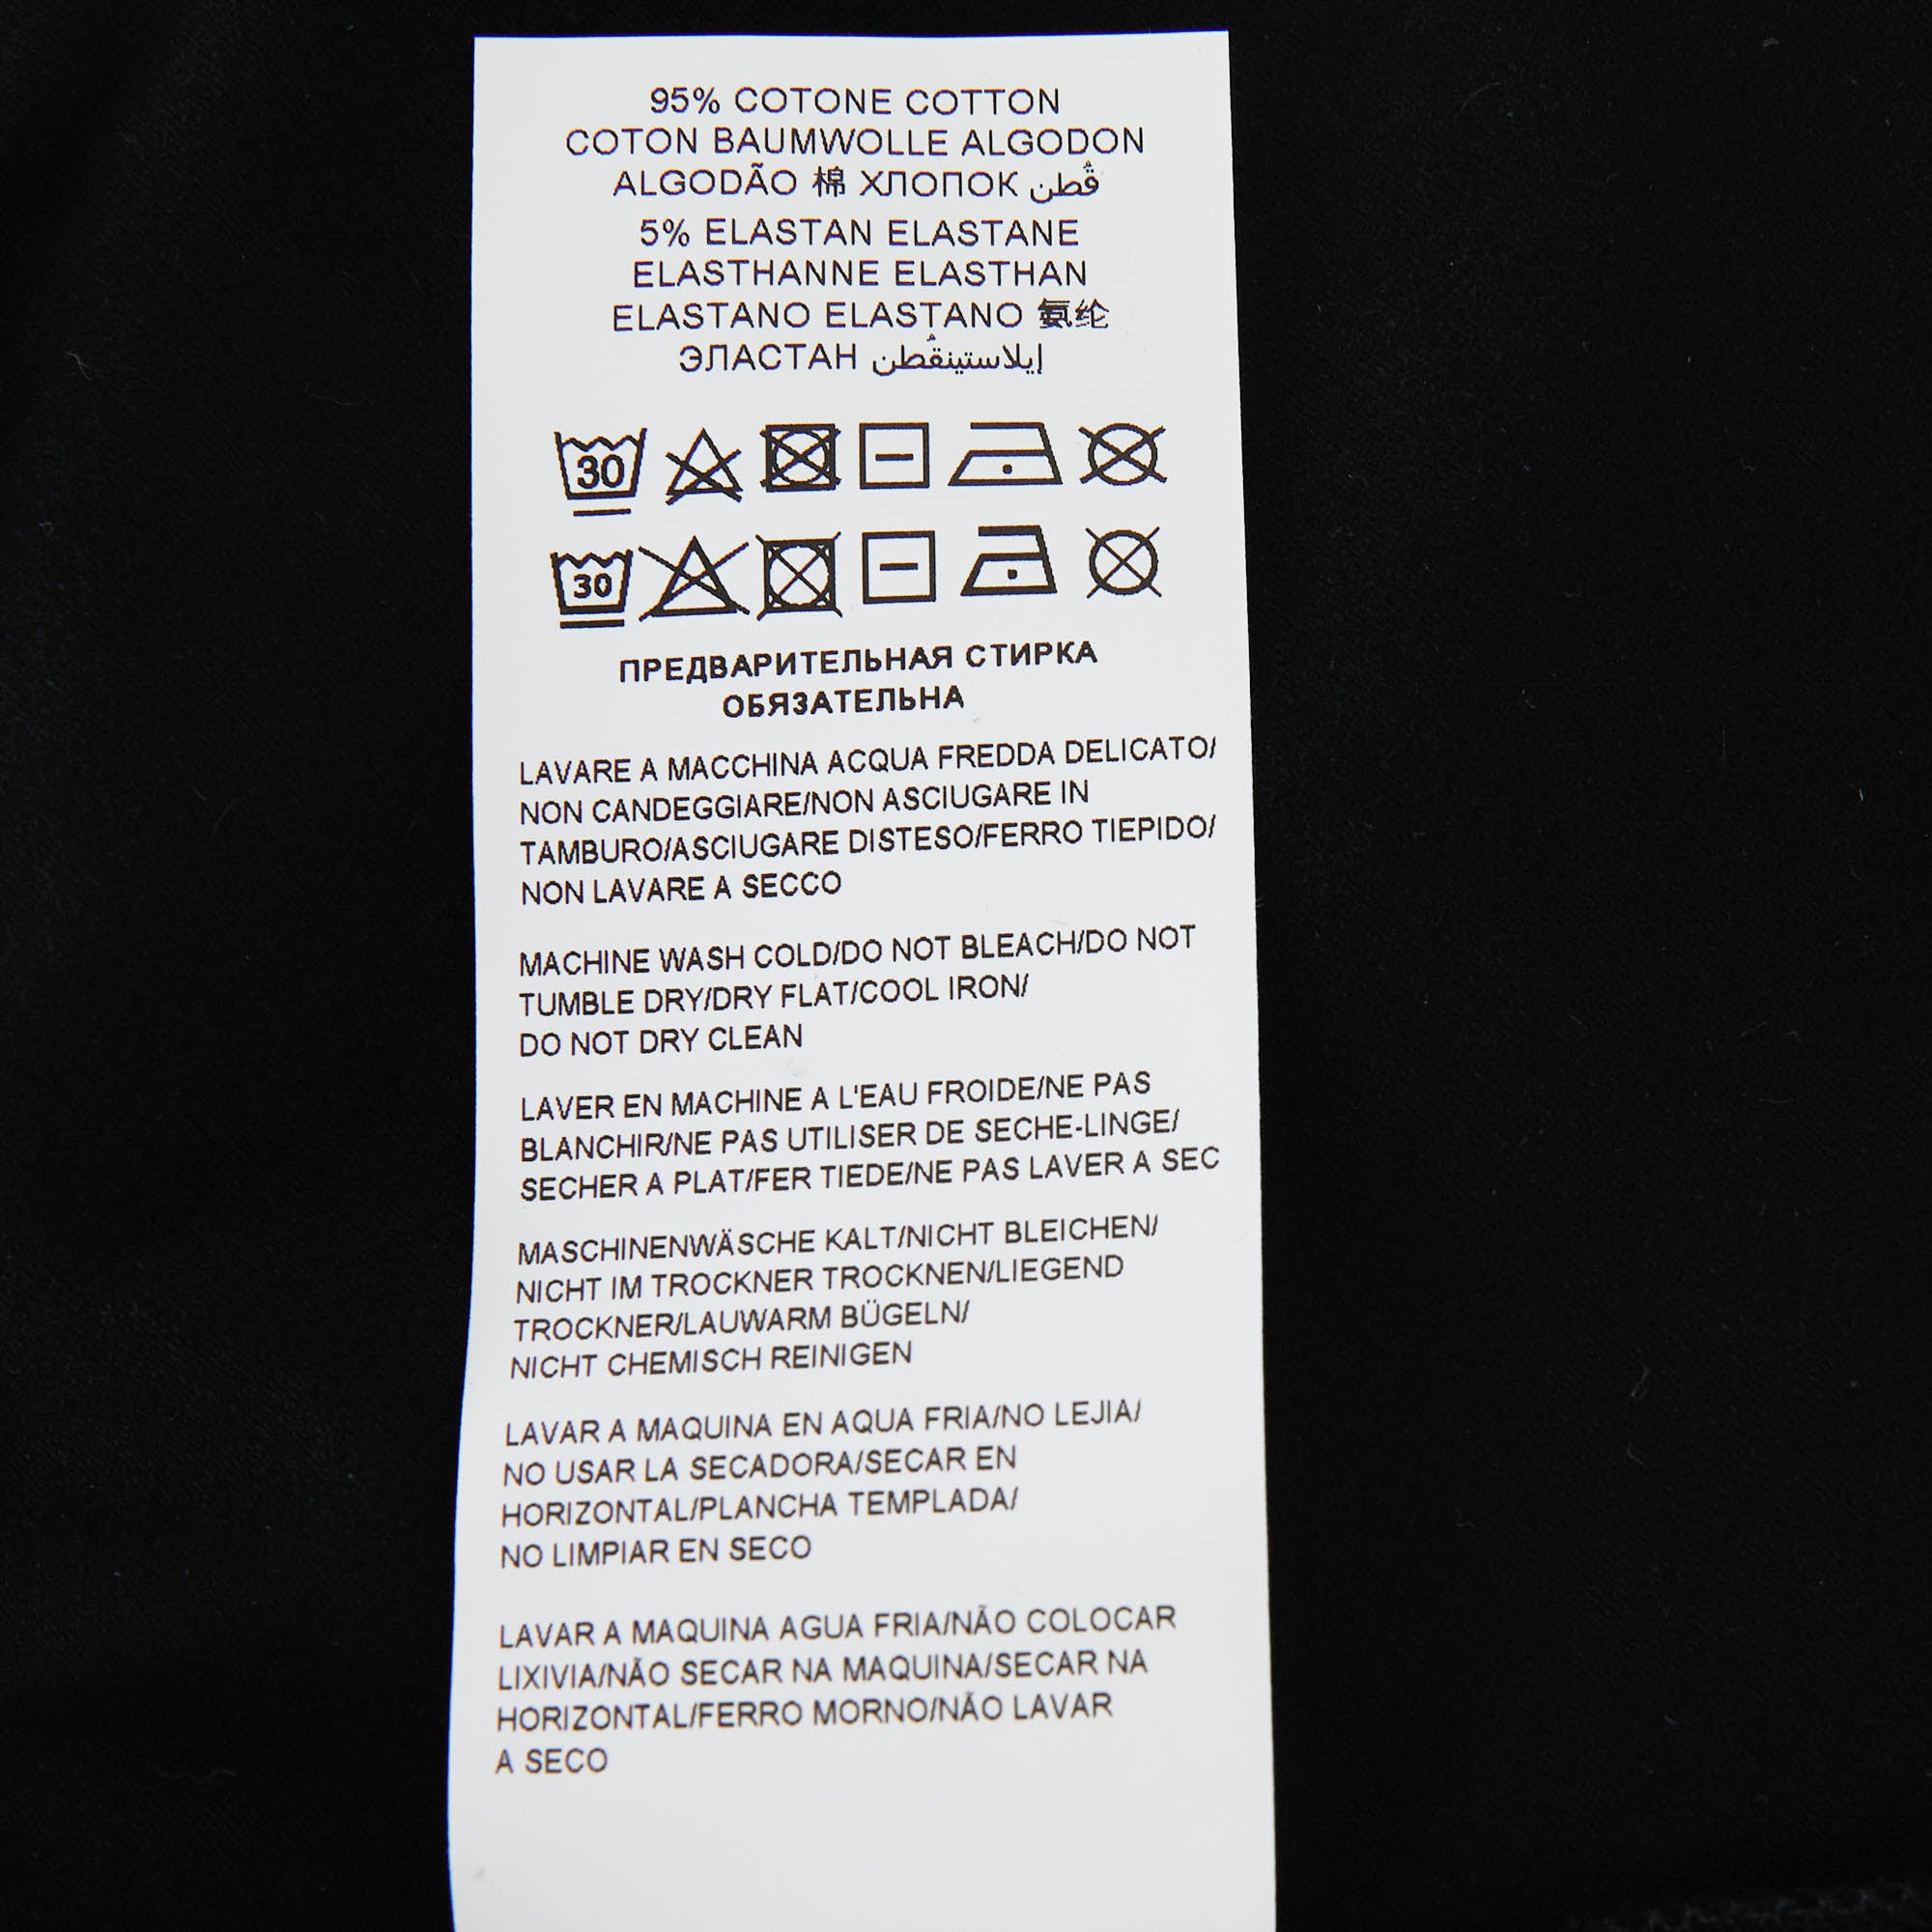 95% COTONE COTTON
COTON BAUMWOLLE ALGODON
ALGODÃO 棉 ХЛОПОК قُطن
5% ELASTAN ELASTANE
ELASTHANNE ELASTHAN
ELASTANO ELASTANO 氨纶
ЭЛАСТАН إيلاستينقُطن
30
30
ПРЕДВАРИТЕЛЬНАЯ СТИРКА
ОБЯЗАТЕЛЬНА
LAVARE A MACCHINA ACQUA FREDDA DELICATO/
NON CANDEGGIARE/NON ASCIUGARE IN
TAMBURO/ASCIUGARE DISTESO/FERRO TIEPIDO/
NON LAVARE A SECCO
MACHINE WASH COLD/DO NOT BLEACH/DO NOT
TUMBLE DRY/DRY FLAT/COOL IRON/
DO NOT DRY CLEAN
LAVER EN MACHINE A L'EAU FROIDE/NE PAS
BLANCHIR/NE PAS UTILISER DE SECHE-LINGE/
SECHER A PLAT/FER TIEDE/NE PAS LAVER A SEC
MASCHINENWÄSCHE KALT/NICHT BLEICHEN/
NICHT IM TROCKNER TROCKNEN/LIEGEND
TROCKNER/LAUWARM BÜGELN/
NICHT CHEMISCH REINIGEN
LAVAR A MAQUINA EN AQUA FRIA/NO LEJIA/
NO USAR LA SECADORA/SECAR EN
HORIZONTAL/PLANCHA TEMPLADA/
NO LIMPIAR EN SECO
LAVAR A MAQUINA AGUA FRIA/NÃO COLOCAR
LIXIVIA/NÃO SECAR NA MAQUINA/SECAR NA
HORIZONTAL/FERRO MORNO/NÃO LAVAR
A SECO